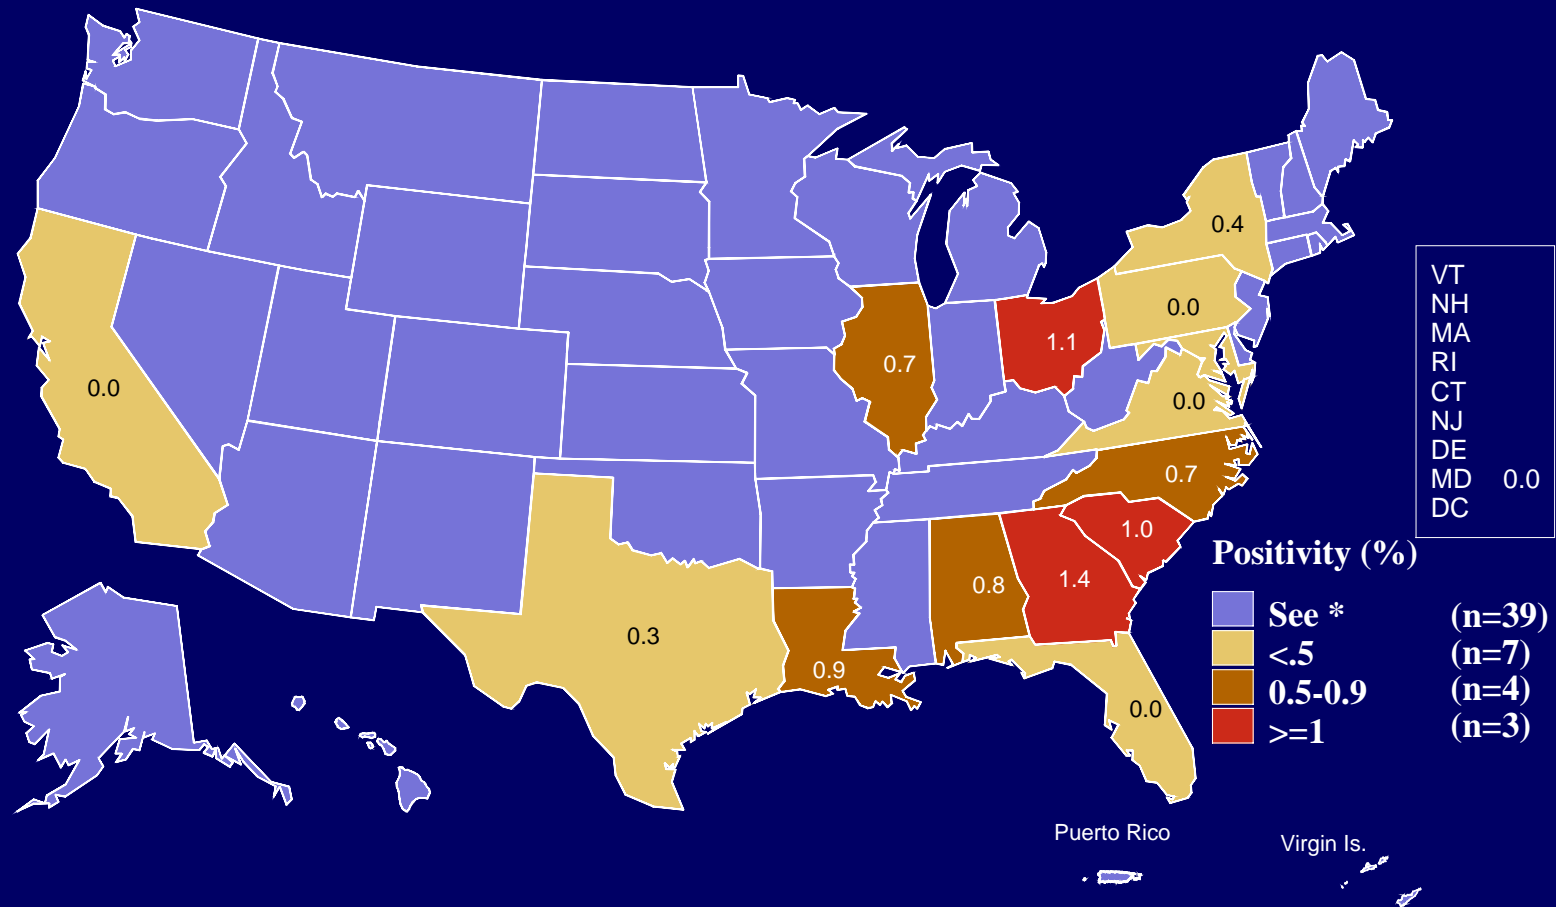 0.4
VT
NH
0.0
MA
1.1
RI
0.7
0.0
CT
0.0
NJ
DE
0.7
MD 0.0
DC
1.0
Positivity (%)
0.8
1.4
See * (n=39)
0.3
<.5 (n=7)
0.9
0.5-0.9 (n=4)
0.0
>=1 (n=3)
Puerto Rico
Virgin Is.